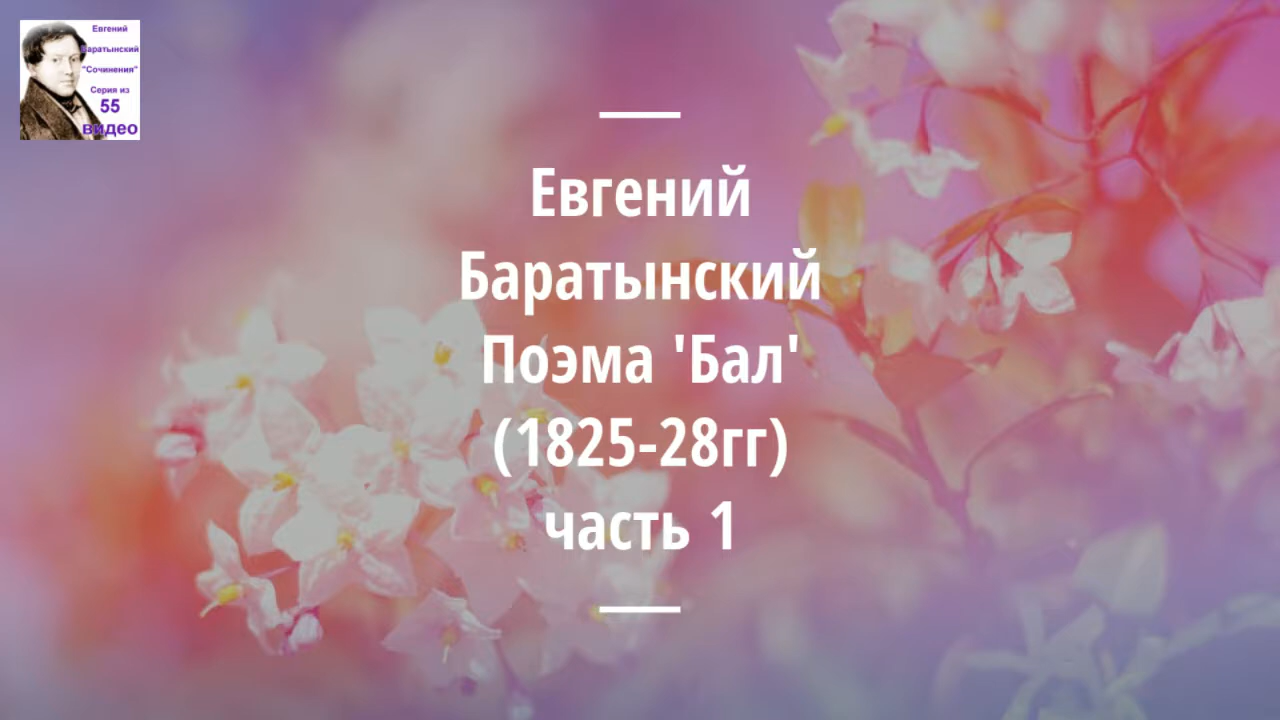 Евгений
Баратынский
"Сочинения"
Серия из
55
видео
Евгений
Баратынский
Поэма 'Бал'
(1825-28гг)
часть 1